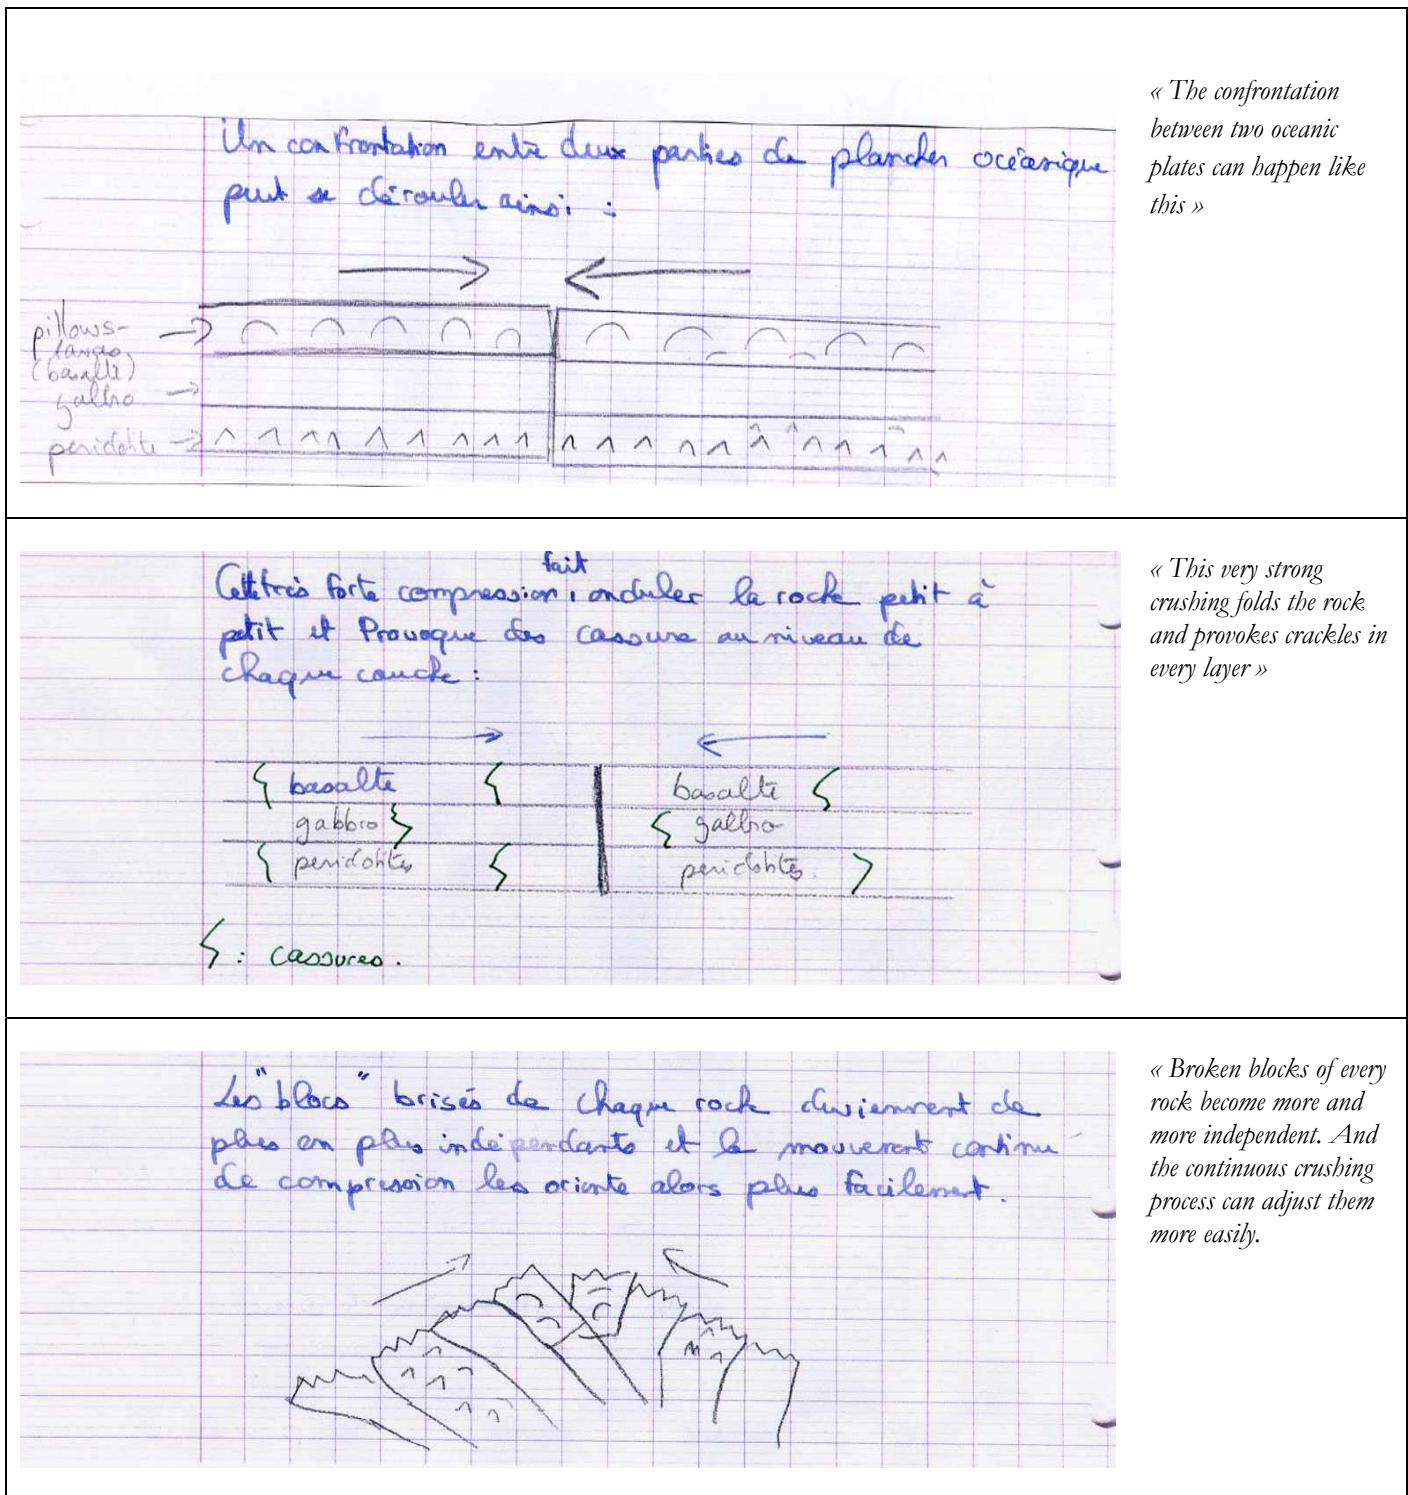 Un confrontation entre deux parties de plancher océanique
peut se dérouler ainsi :
« The confrontation
between two oceanic
plates can happen like
this »
pillows-
lavas
(basalte)
gabbro
peridotite
fait
Cette très forte compression, onduler la roche petit à
petit et Provoque des cassure au niveau de
chaque couche :
« This very strong
crushing folds the rock
and provokes crackles in
every layer »
basalte basalte
gabbro gabbro
peridotites peridotites
: cassures.
Les "blocs" brisés de chaque roche deviennent de
plus en plus indépendants et le mouvement continu
de compression les oriente alors plus facilement.
« Broken blocks of every
rock become more and
more independent. And
the continuous crushing
process can adjust them
more easily.